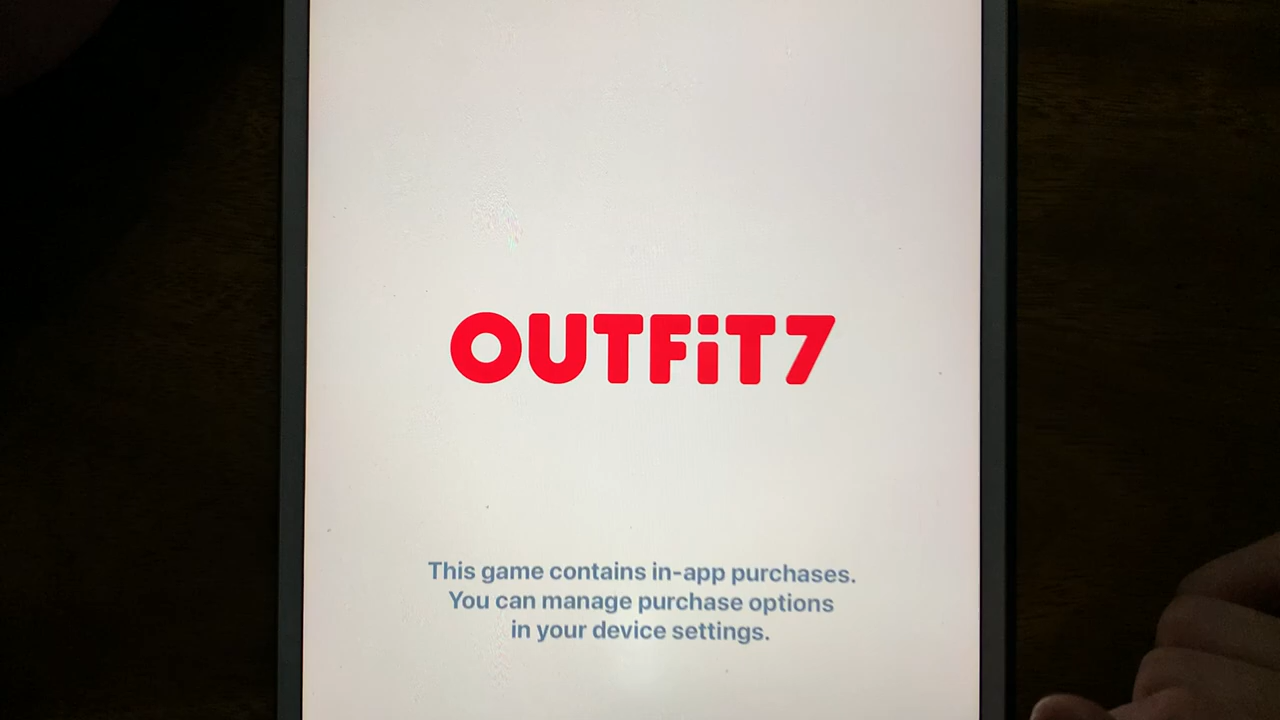 OUTFiT7
This game contains in-app purchases.
You can manage purchase options
in your device settings.